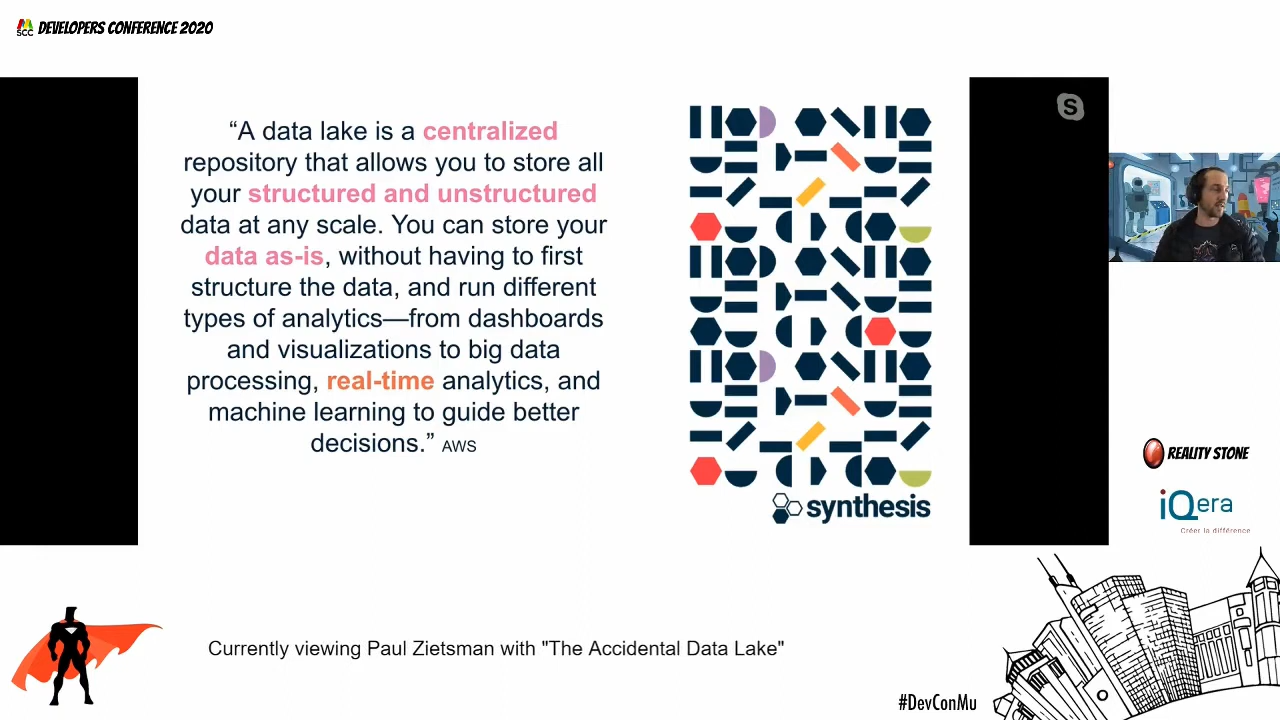 SCC DEVELOPERS CONFERENCE 2020
“A data lake is a centralized
repository that allows you to store all
your structured and unstructured
data at any scale. You can store your
data as-is, without having to first
structure the data, and run different
types of analytics—from dashboards
and visualizations to big data
processing, real-time analytics, and
machine learning to guide better
decisions.” AWS
synthesis
S
REALITY STONE
iQera
Créer la différence
Currently viewing Paul Zietsman with "The Accidental Data Lake"
#DevConMu